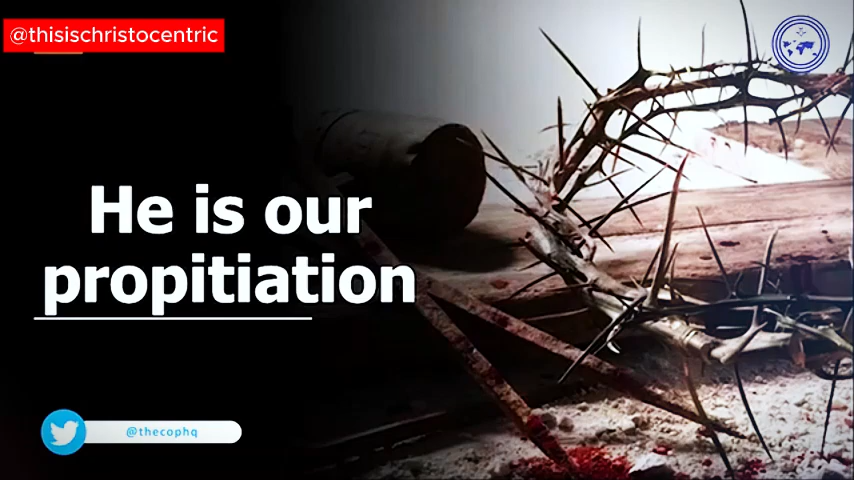 @thisischristocentric
He is our
propitiation
@thecophq